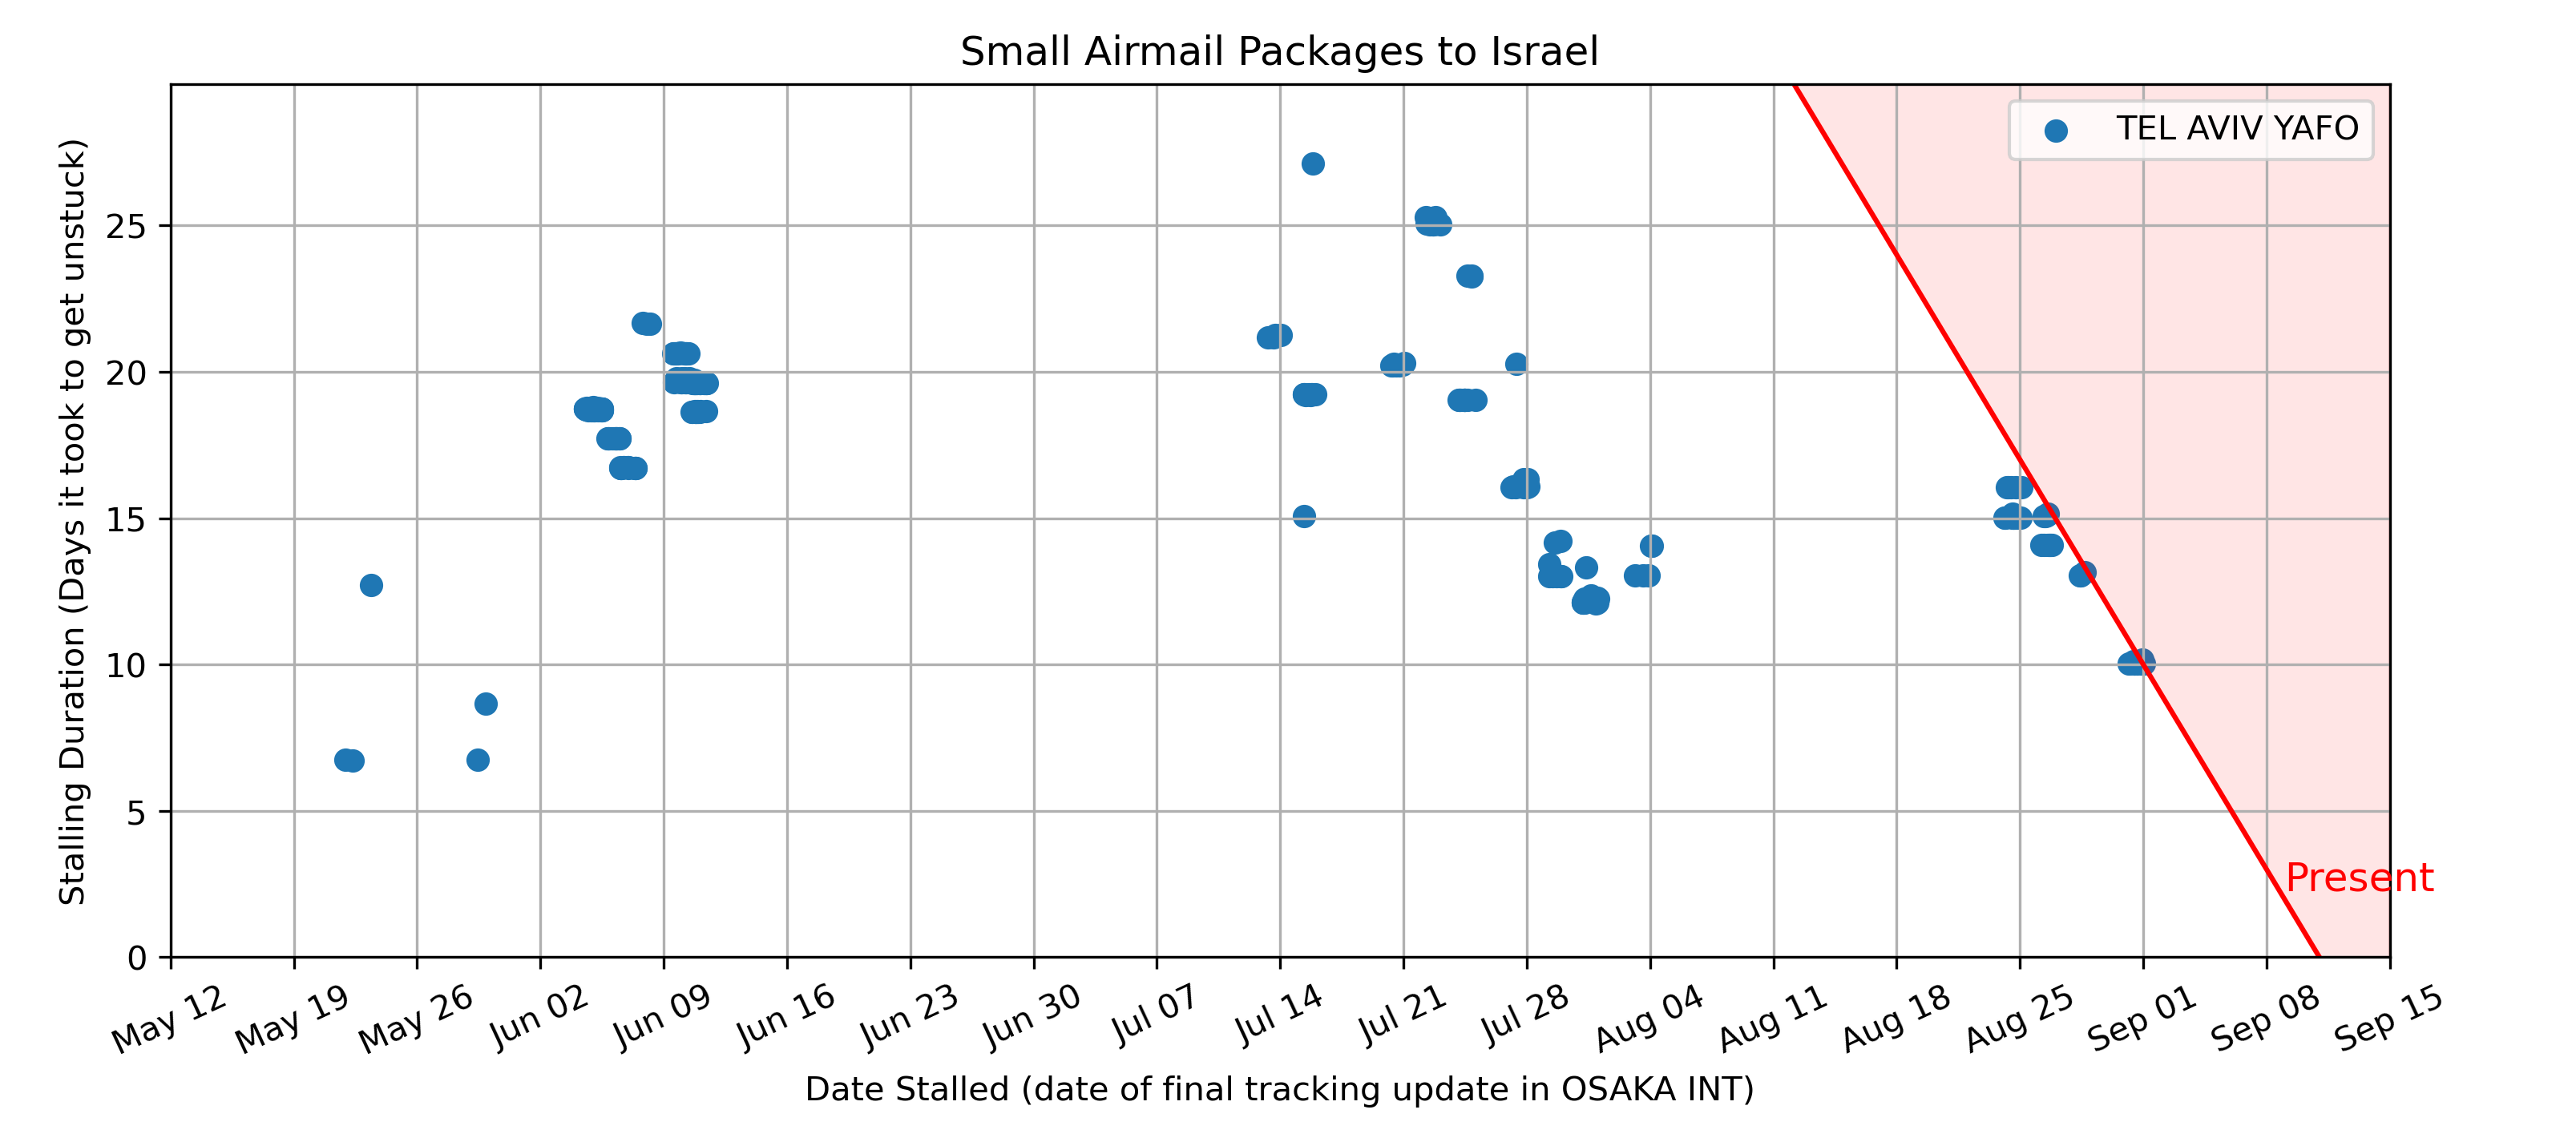 Small Airmail Packages to Israel
TEL AVIV YAFO
Stalling Duration (Days it took to get unstuck)
25
20
15
10
5
0
Present
May 12
May 19
May 26
Jun 02
Jun 09
Jun 16
Jun 23
Jun 30
Jul 07
Jul 14
Jul 21
Jul 28
Aug 04
Aug 11
Aug 18
Aug 25
Sep 01
Sep 08
Sep 15
Date Stalled (date of final tracking update in OSAKA INT)